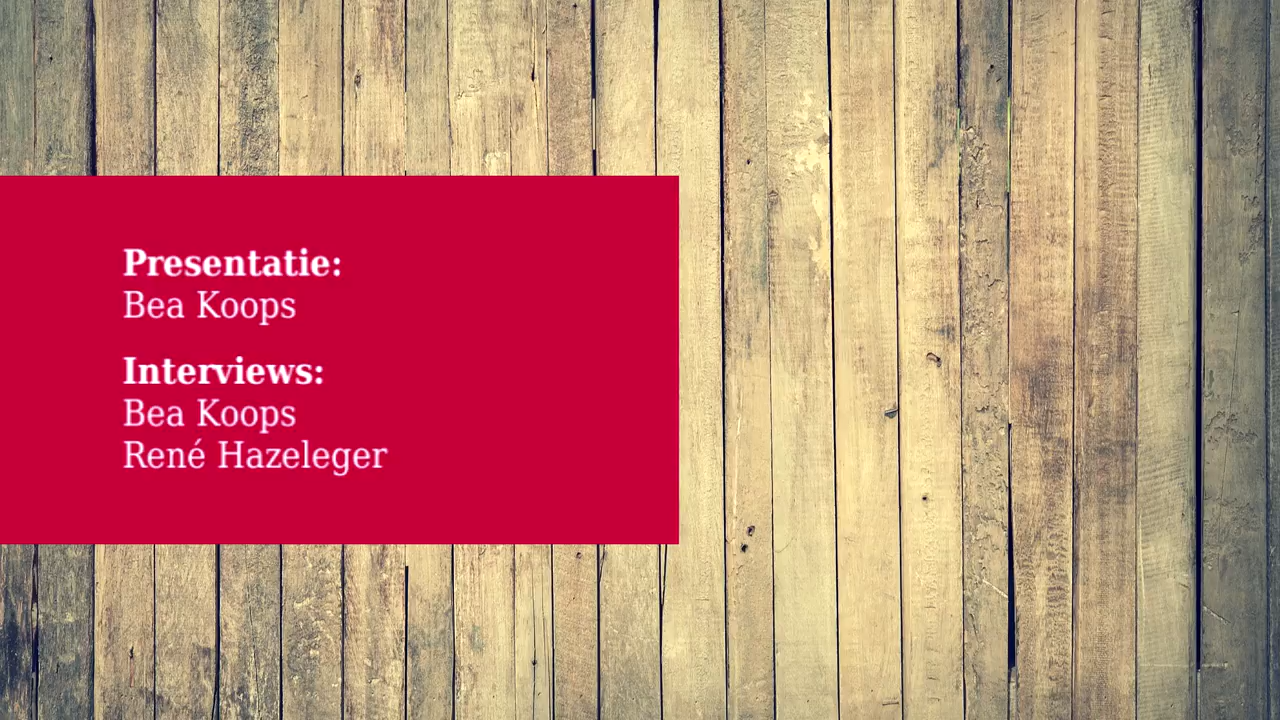 Presentatie:
Bea Koops
Interviews:
Bea Koops
René Hazeleger